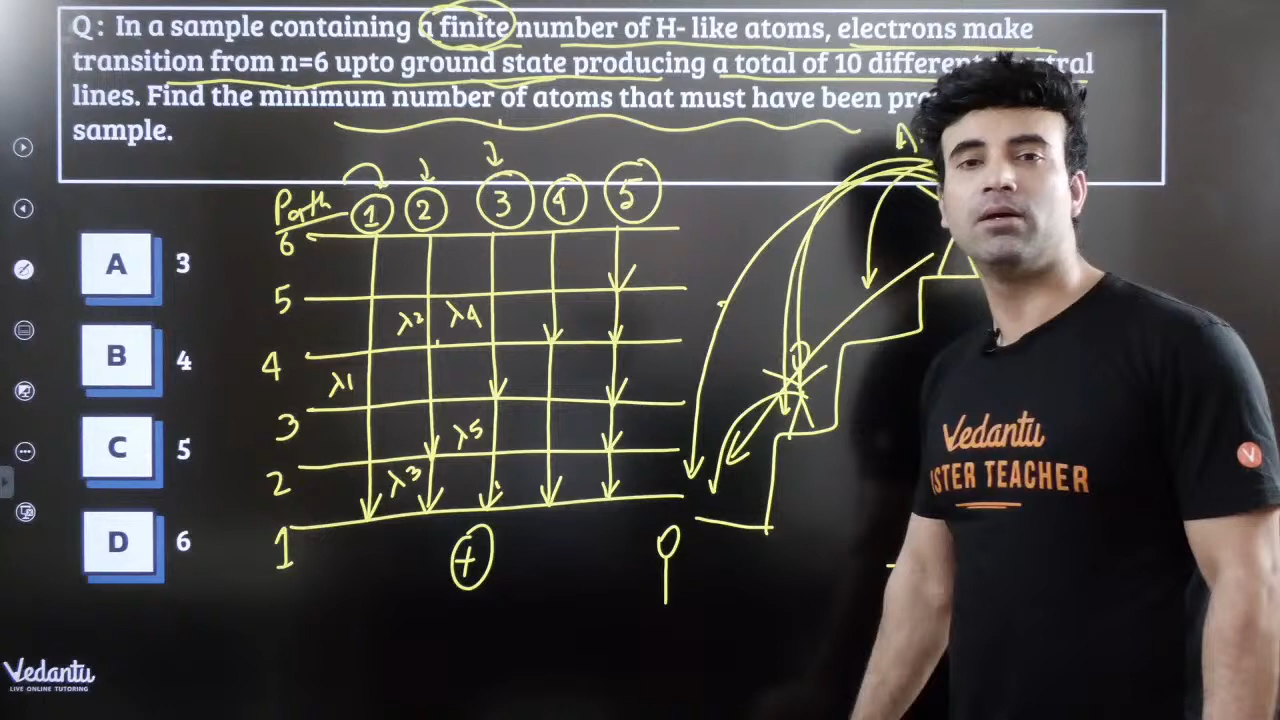 Q : In a sample containing a finite number of H- like atoms, electrons make
transition from n=6 upto ground state producing a total of 10 different
lines. Find the minimum number of atoms that must have been
sample.
Path 1 2 3 4 5
6
5
λ2 λ4
4
λ1
3
λ5
2
λ3
1
+
A 3
B 4
C 5
D 6
Vedantu
TEACHER
V
Vedantu
LIVE ONLINE TUTORING